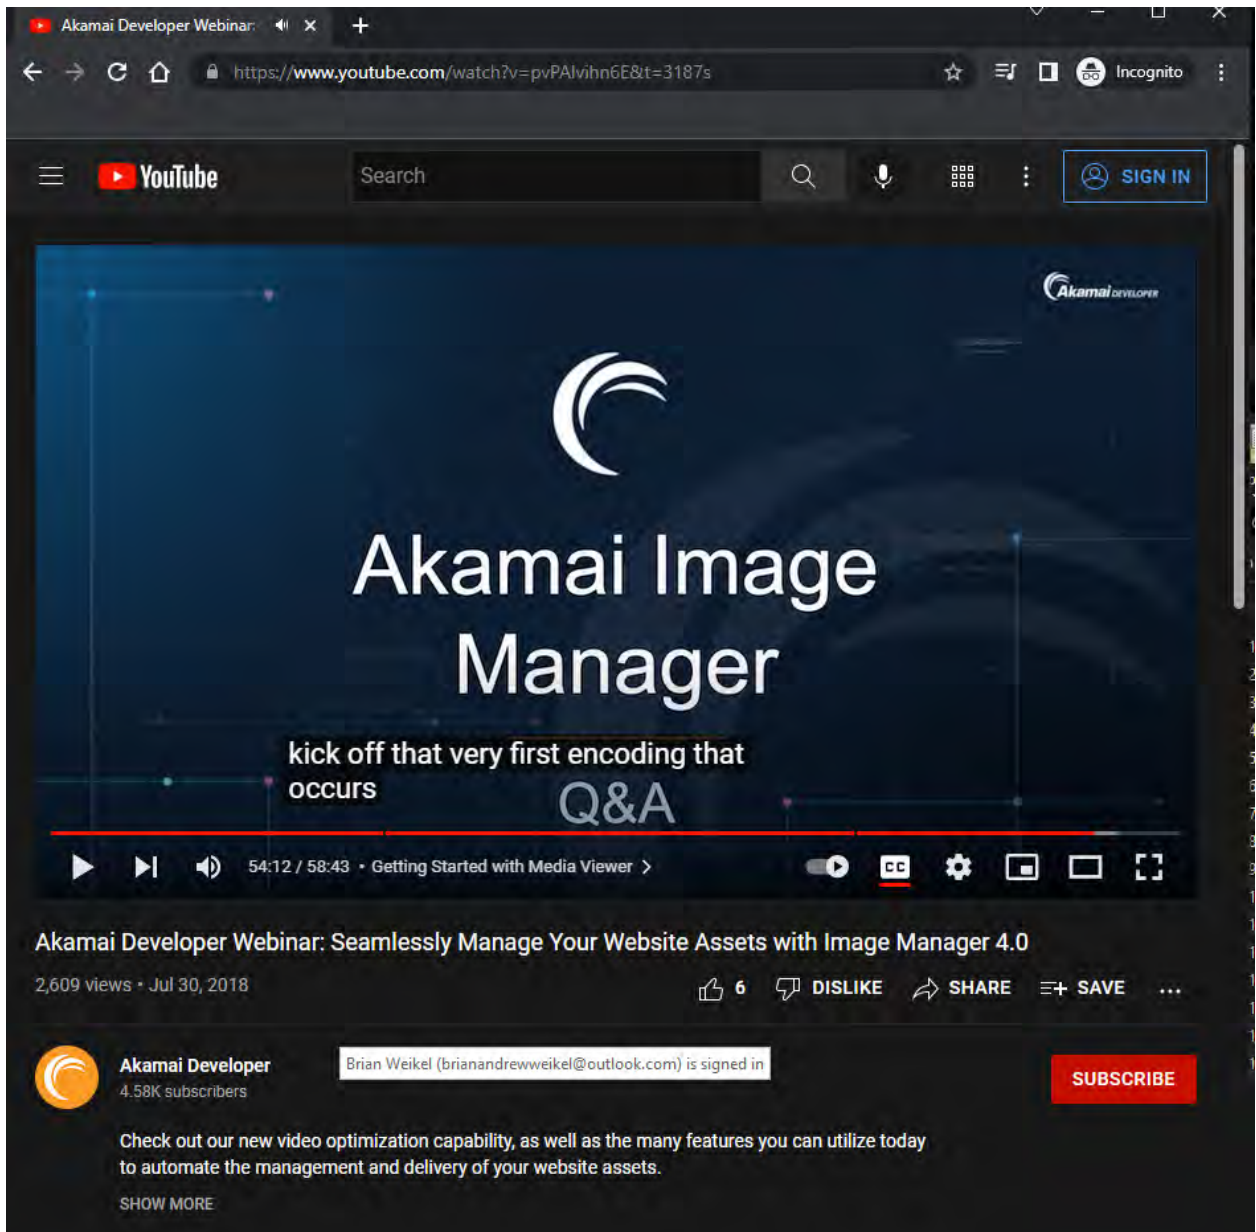 Akamai Developer Webinar:
https://www.youtube.com/watch?v=pvPAlvihn6E&t=3187s
Incognito
YouTube
Search
SIGN IN
Akamai DEVELOPER
Akamai Image
Manager
kick off that very first encoding that
occurs
Q&A
54:12 / 58:43 • Getting Started with Media Viewer >
CC
Akamai Developer Webinar: Seamlessly Manage Your Website Assets with Image Manager 4.0
2,609 views • Jul 30, 2018
6 DISLIKE SHARE SAVE ...
Akamai Developer
4.58K subscribers
Brian Weikel (brianandrewweikel@outlook.com) is signed in
SUBSCRIBE
Check out our new video optimization capability, as well as the many features you can utilize today
to automate the management and delivery of your website assets.
SHOW MORE